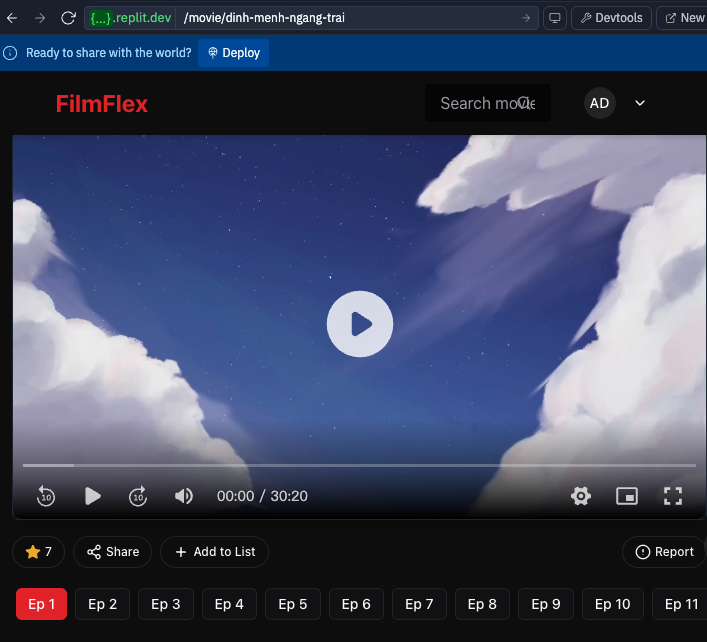 {...}.replit.dev /movie/dinh-menh-ngang-trai Devtools New
Ready to share with the world? Deploy
FilmFlex Search movie AD
10 10 00:00 / 30:20
7 Share + Add to List Report
Ep 1 Ep 2 Ep 3 Ep 4 Ep 5 Ep 6 Ep 7 Ep 8 Ep 9 Ep 10 Ep 11